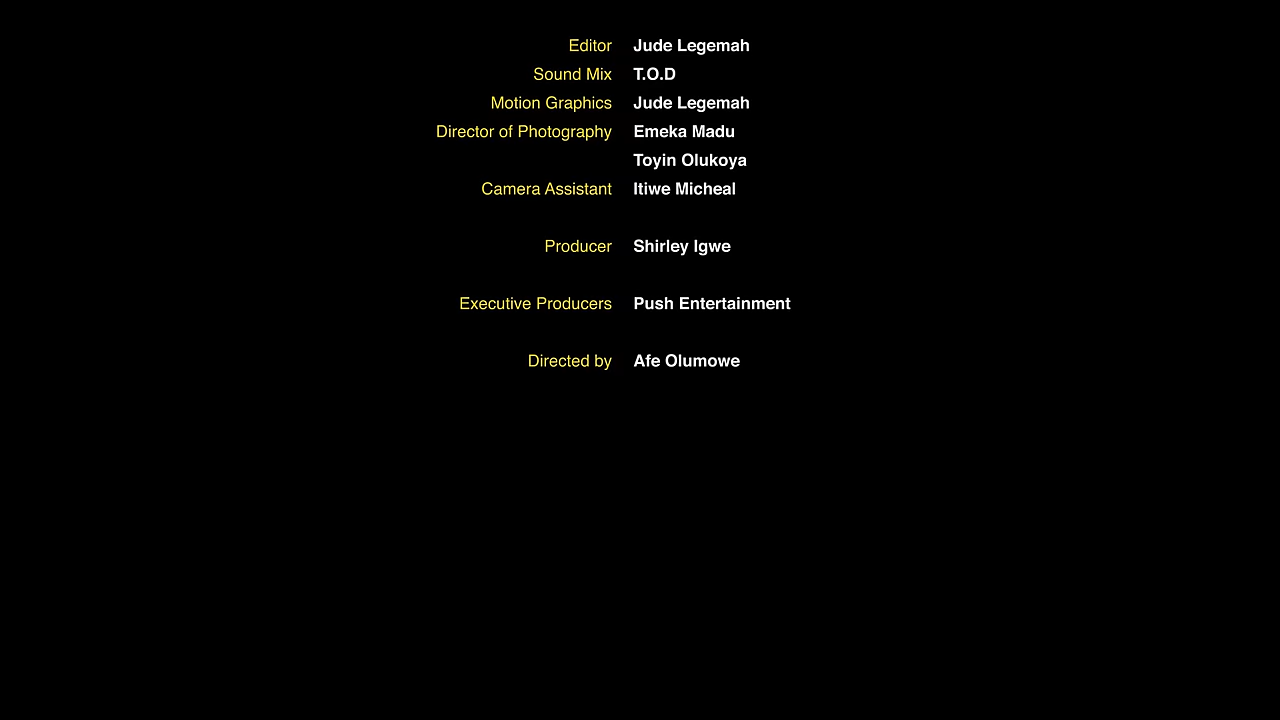 Editor Jude Legemah
Sound Mix T.O.D
Motion Graphics Jude Legemah
Director of Photography Emeka Madu
Toyin Olukoya
Camera Assistant Itiwe Micheal
Producer Shirley Igwe
Executive Producers Push Entertainment
Directed by Afe Olumowe